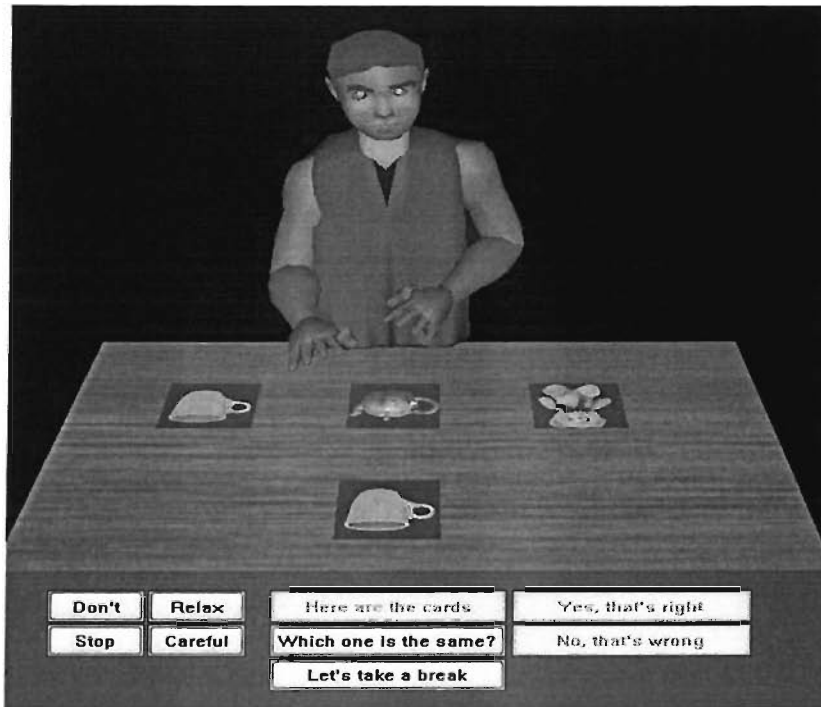 Don't Relax Here are the cards Yes, that's right
Stop Careful Which one is the same? No, that's wrong
Let's take a break